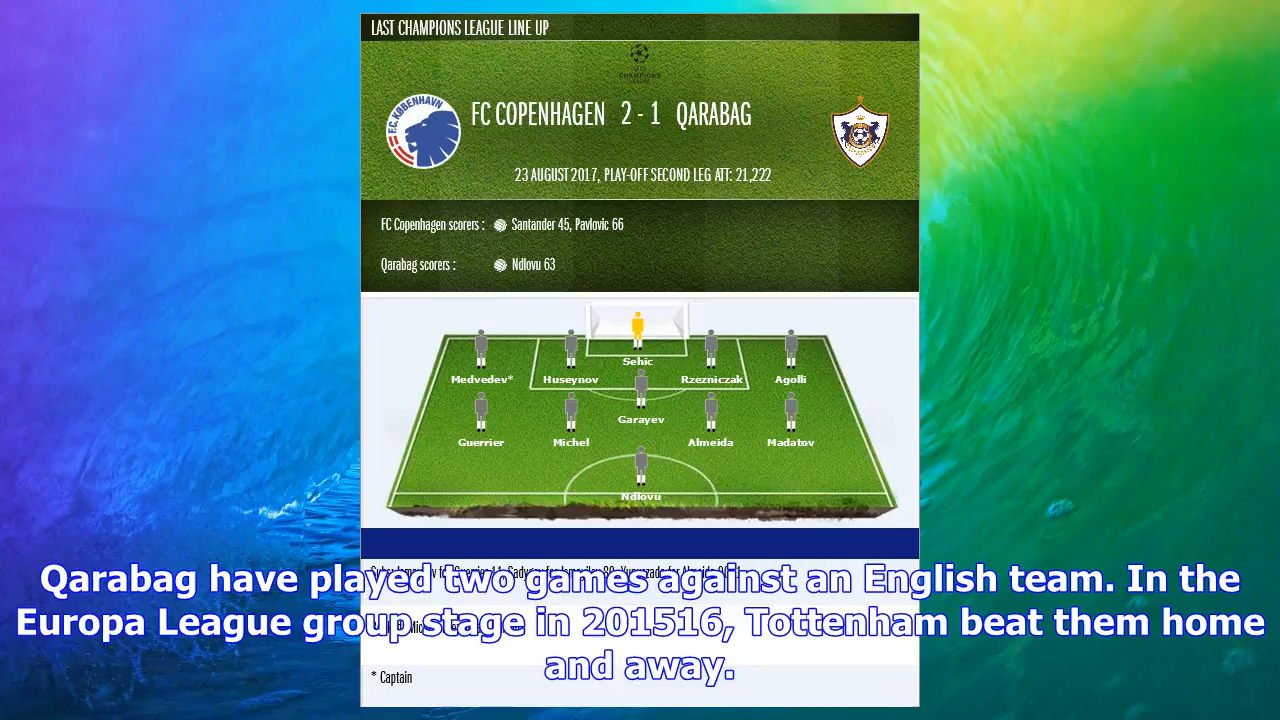 LAST CHAMPIONS LEAGUE LINE UP
CHAMPIONS
LEAGUE
F.C. KØBENHAVN
FC COPENHAGEN 2 - 1 QARABAG
23 AUGUST 2017, PLAY-OFF SECOND LEG ATT: 21,222
FC Copenhagen scorers : Santander 45, Pavlovic 66
Qarabag scorers : Ndlovu 63
Sehic
Medvedev* Huseynov Rzezniczak Agolli
Garayev
Guerrier Michel Almeida Madatov
Ndlovu
Qarabag have played two games against an English team. In the
Europa League group stage in 201516, Tottenham beat them home
and away.
* Captain